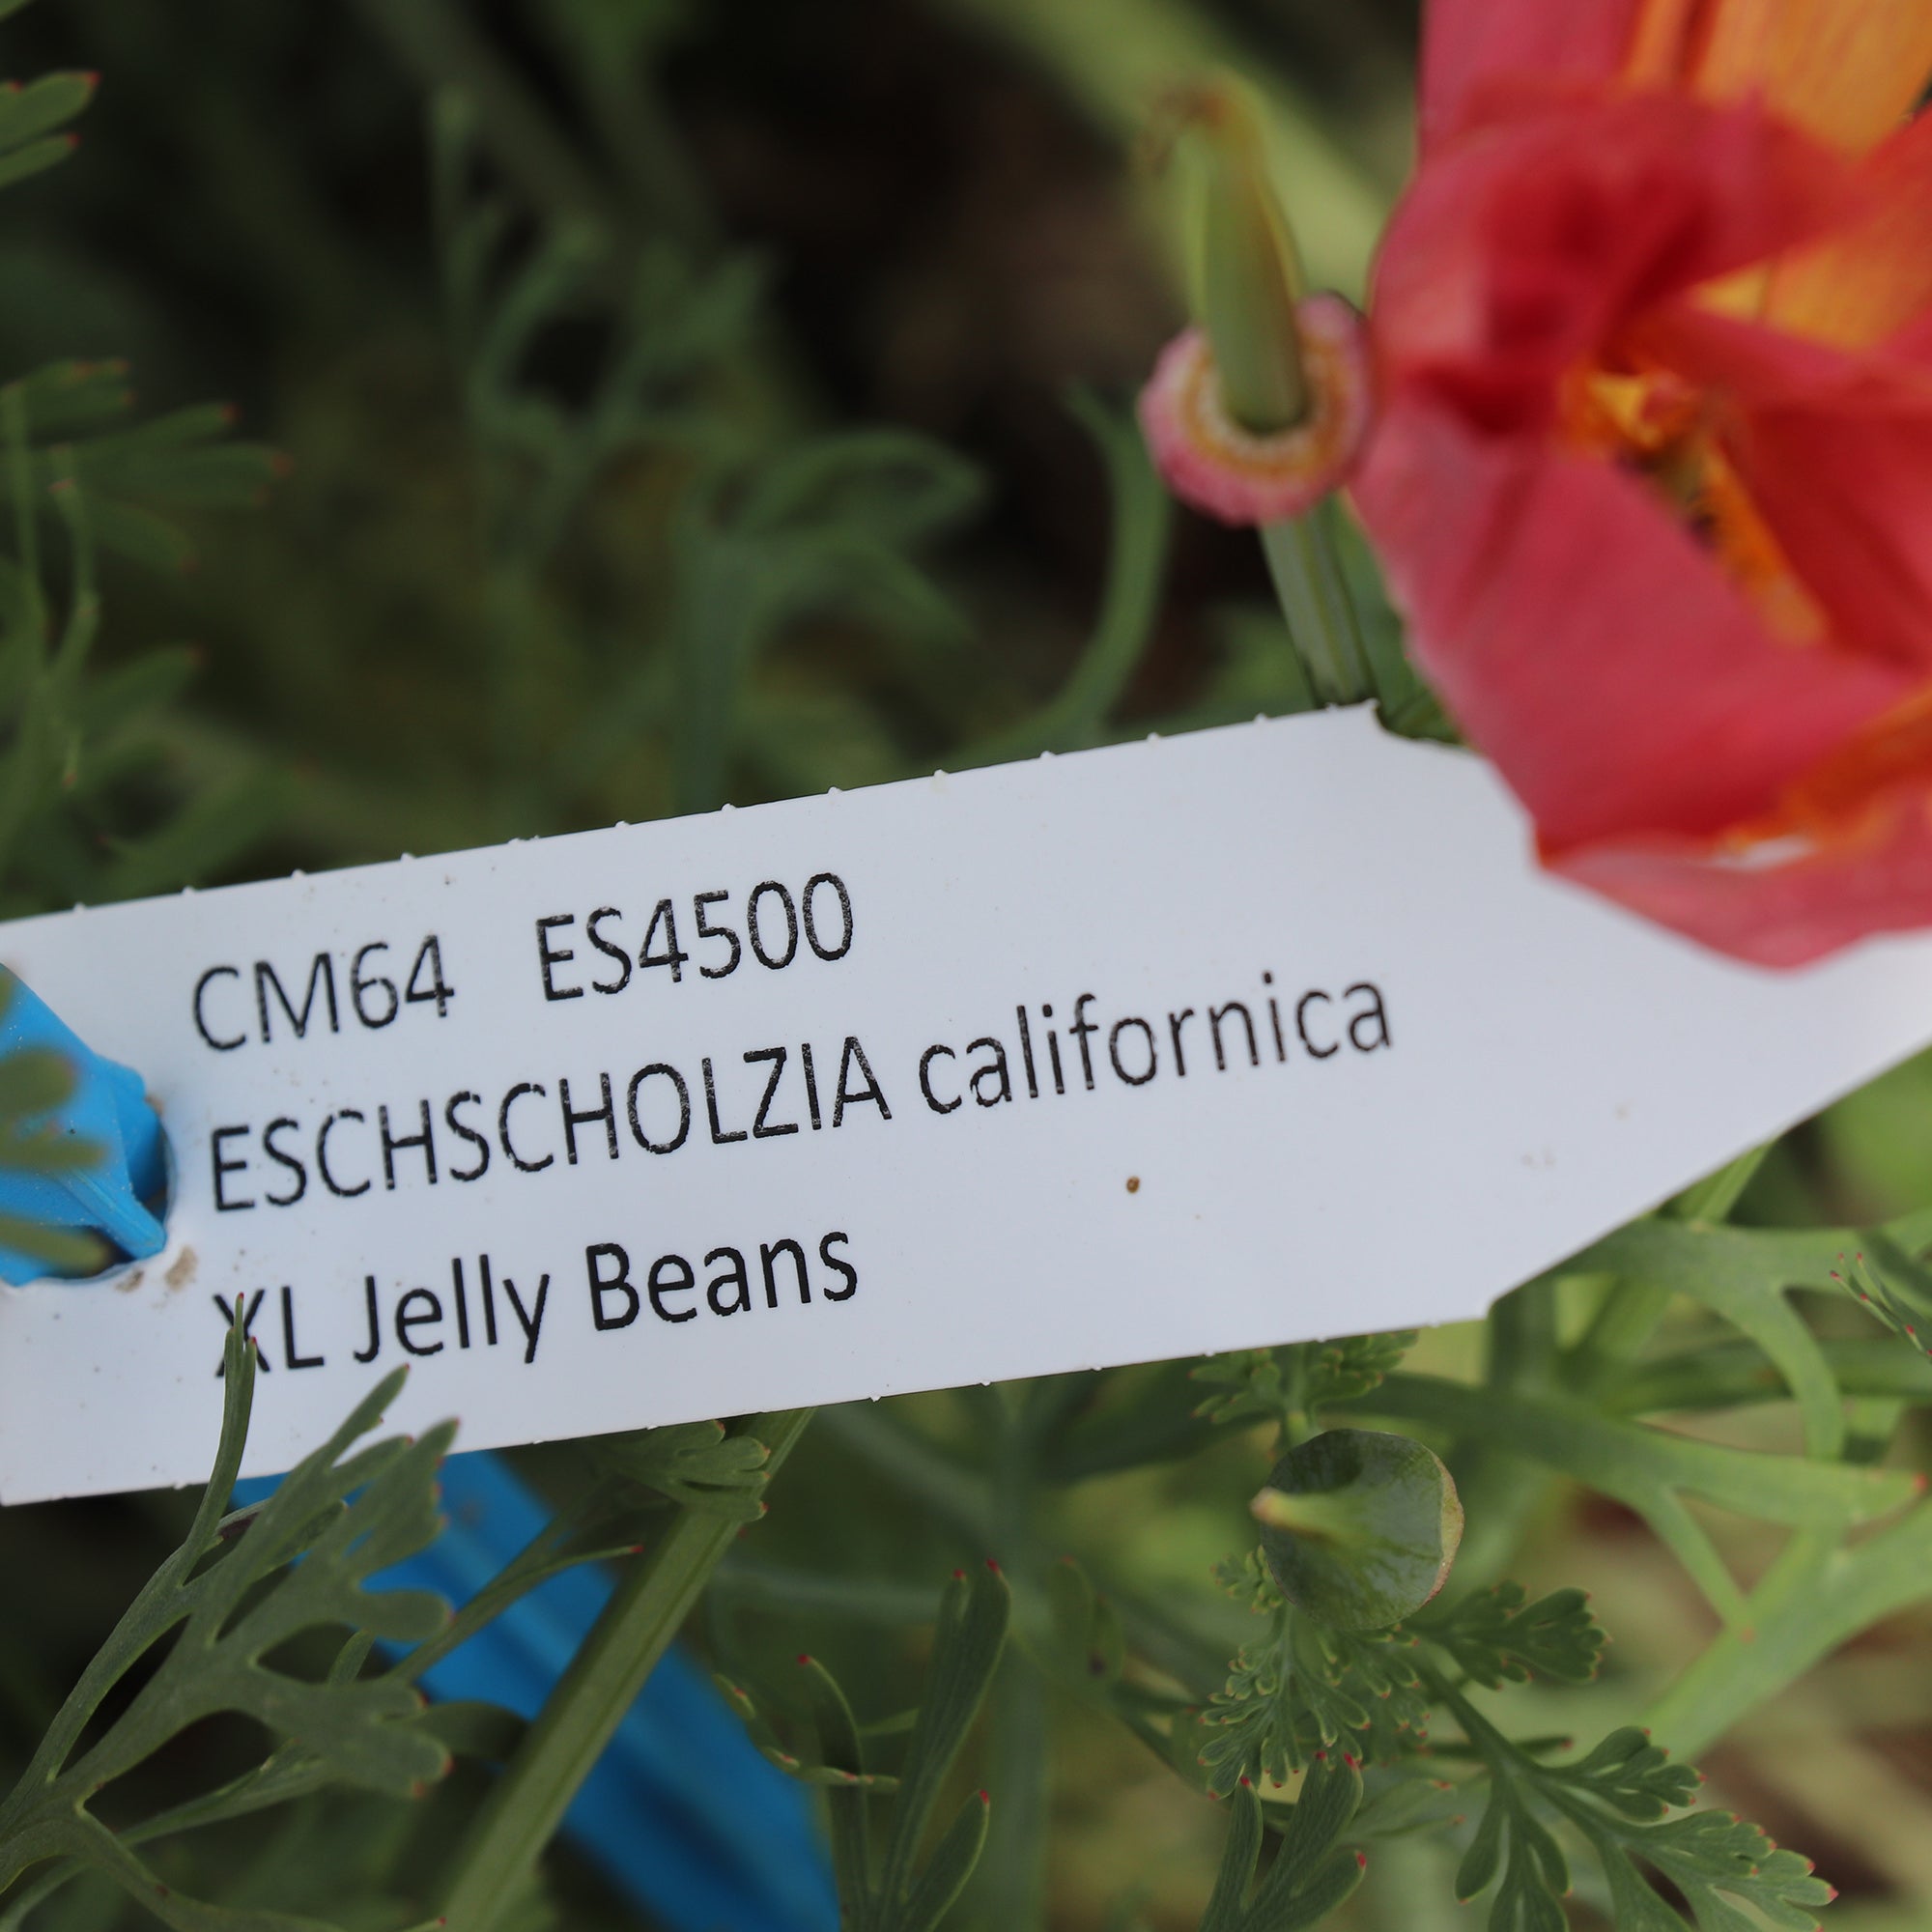 CM64 ES4500
ESCHSCHOLZIA californica
XL Jelly Beans